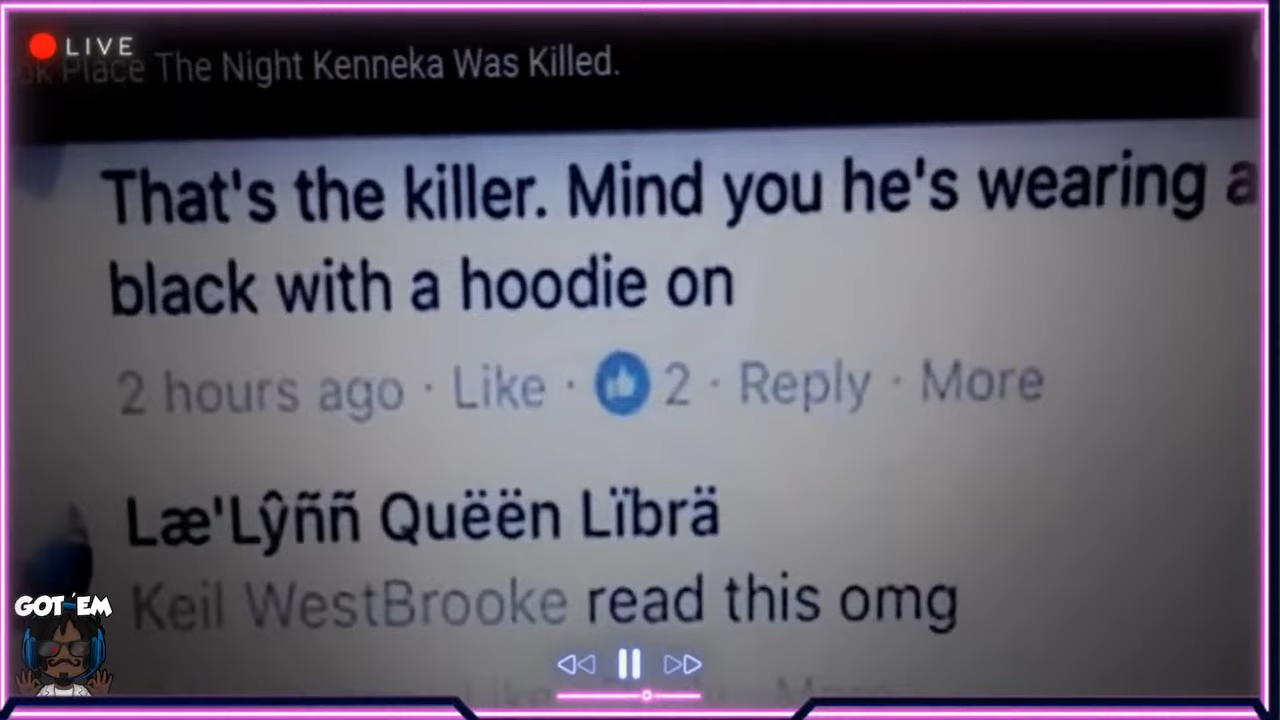 LIVE
Place The Night Kenneka Was Killed.
That's the killer. Mind you he's wearing a
black with a hoodie on
2 hours ago · Like · 2 · Reply · More
Læ'Lŷññ Quëën Lïbrä
Keil WestBrooke read this omg
GOT 'EM